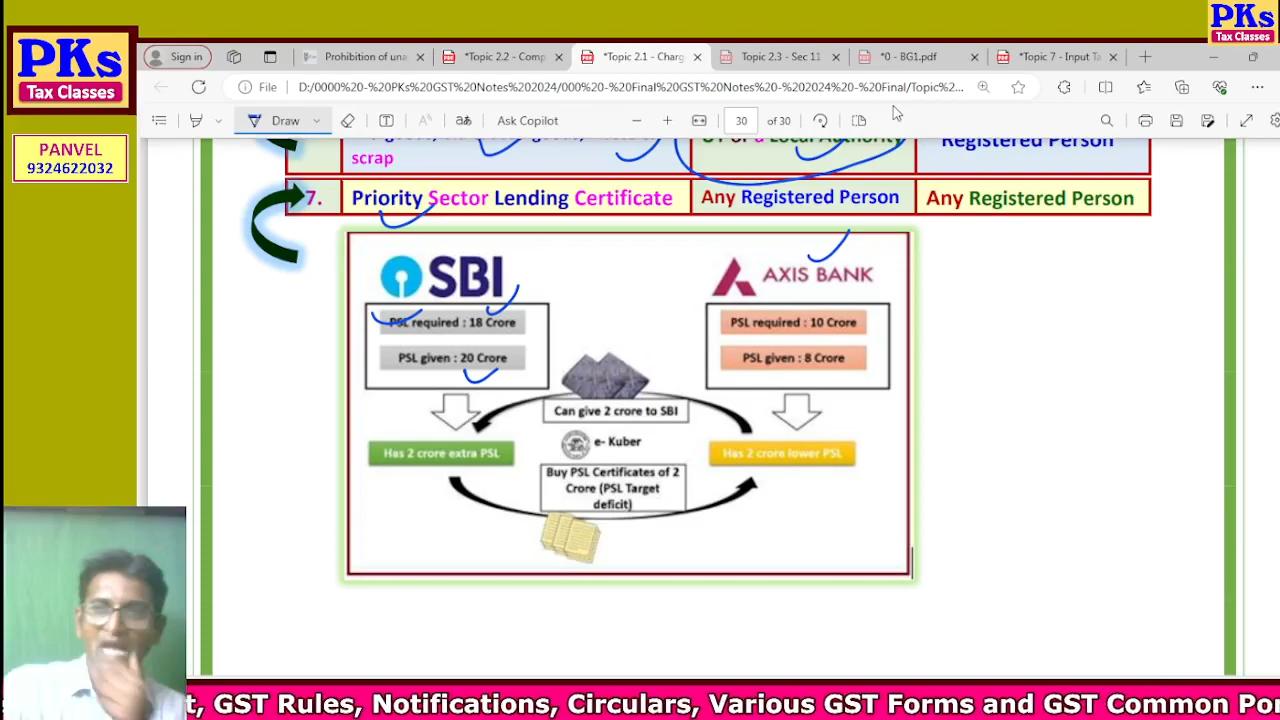 PKs
Tax Classes
PKs
Tax Classes
PANVEL
9324622032
Sign in
Prohibition of una
*Topic 2.2 - Comp
*Topic 2.1 - Charg
Topic 2.3 - Sec 11
*0 - BG1.pdf
*Topic 7 - Input Ta
File
D:/0000%20-%20PKs%20GST%20Notes%202024/000%20-%20Final%20GST%20Notes%20...%202024%20-%20Final/Topic%...
Draw
Ask Copilot
30
of 30
scrap
UT or a Local Authority
Registered Person
7.
Priority Sector Lending Certificate
Any Registered Person
Any Registered Person
SBI
AXIS BANK
PSL required : 18 Crore
PSL required : 10 Crore
PSL given : 20 Crore
PSL given : 8 Crore
Can give 2 crore to SBI
e- Kuber
Has 2 crore extra PSL
Has 2 crore lower PSL
Buy PSL Certificates of 2
Crore (PSL Target
deficit)
t, GST Rules, Notifications, Circulars, Various GST Forms and GST Common Po